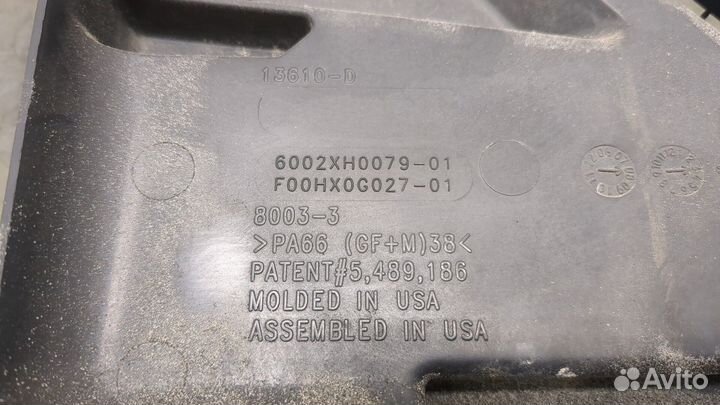 13610-D
6002XH0079-01
F00HX0G027-01
8003-3
>PA66 (GF+M)38<
PATENT#5,489,186
MOLDED IN USA
ASSEMBLED IN USA
Avito